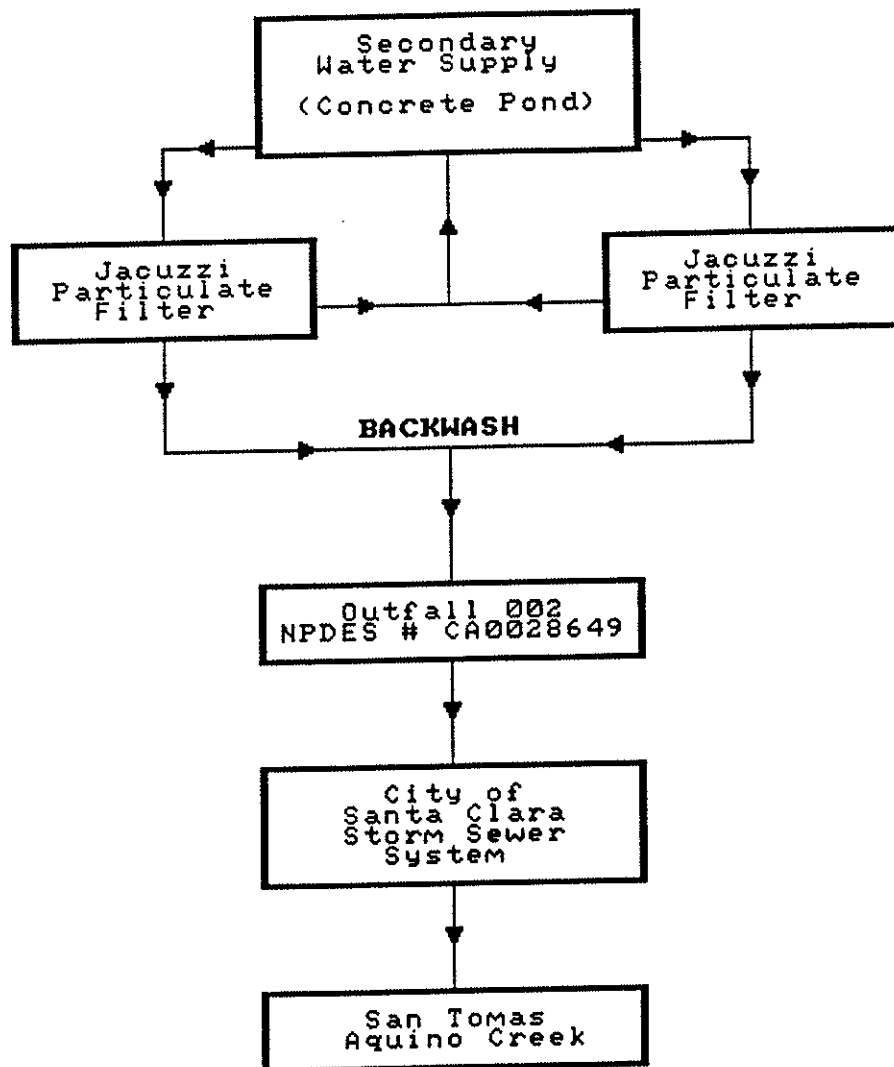 Secondary
Water Supply
(Concrete Pond)
Jacuzzi
Particulate
Filter
Jacuzzi
Particulate
Filter
BACKWASH
Outfall 002
NPDES # CA0028649
City of
Santa Clara
Storm Sewer
System
San Tomas
Aquino Creek